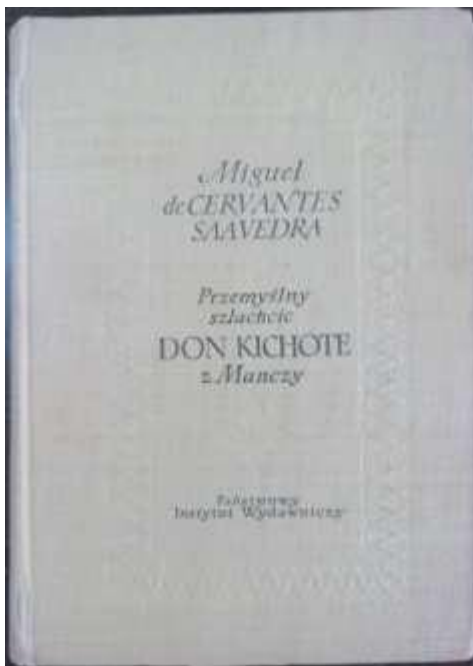 Miguel
de CERVANTES
SAAVEDRA
Przemyślny
szlachcic
DON KICHOTE
z Manczy
Państwowy
Instytut Wydawniczy